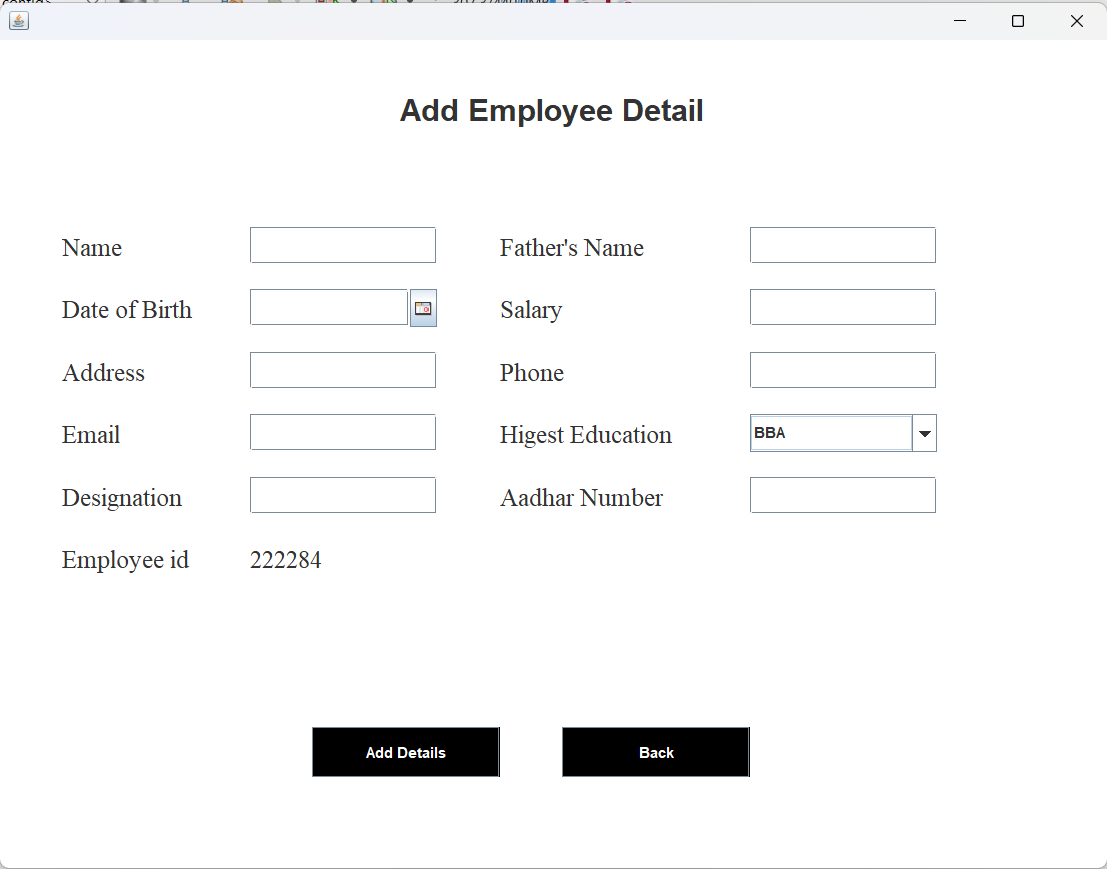 Add Employee Detail
Name Father's Name
Date of Birth Salary
Address Phone
Email Higest Education BBA
Designation Aadhar Number
Employee id 222284
Add Details Back